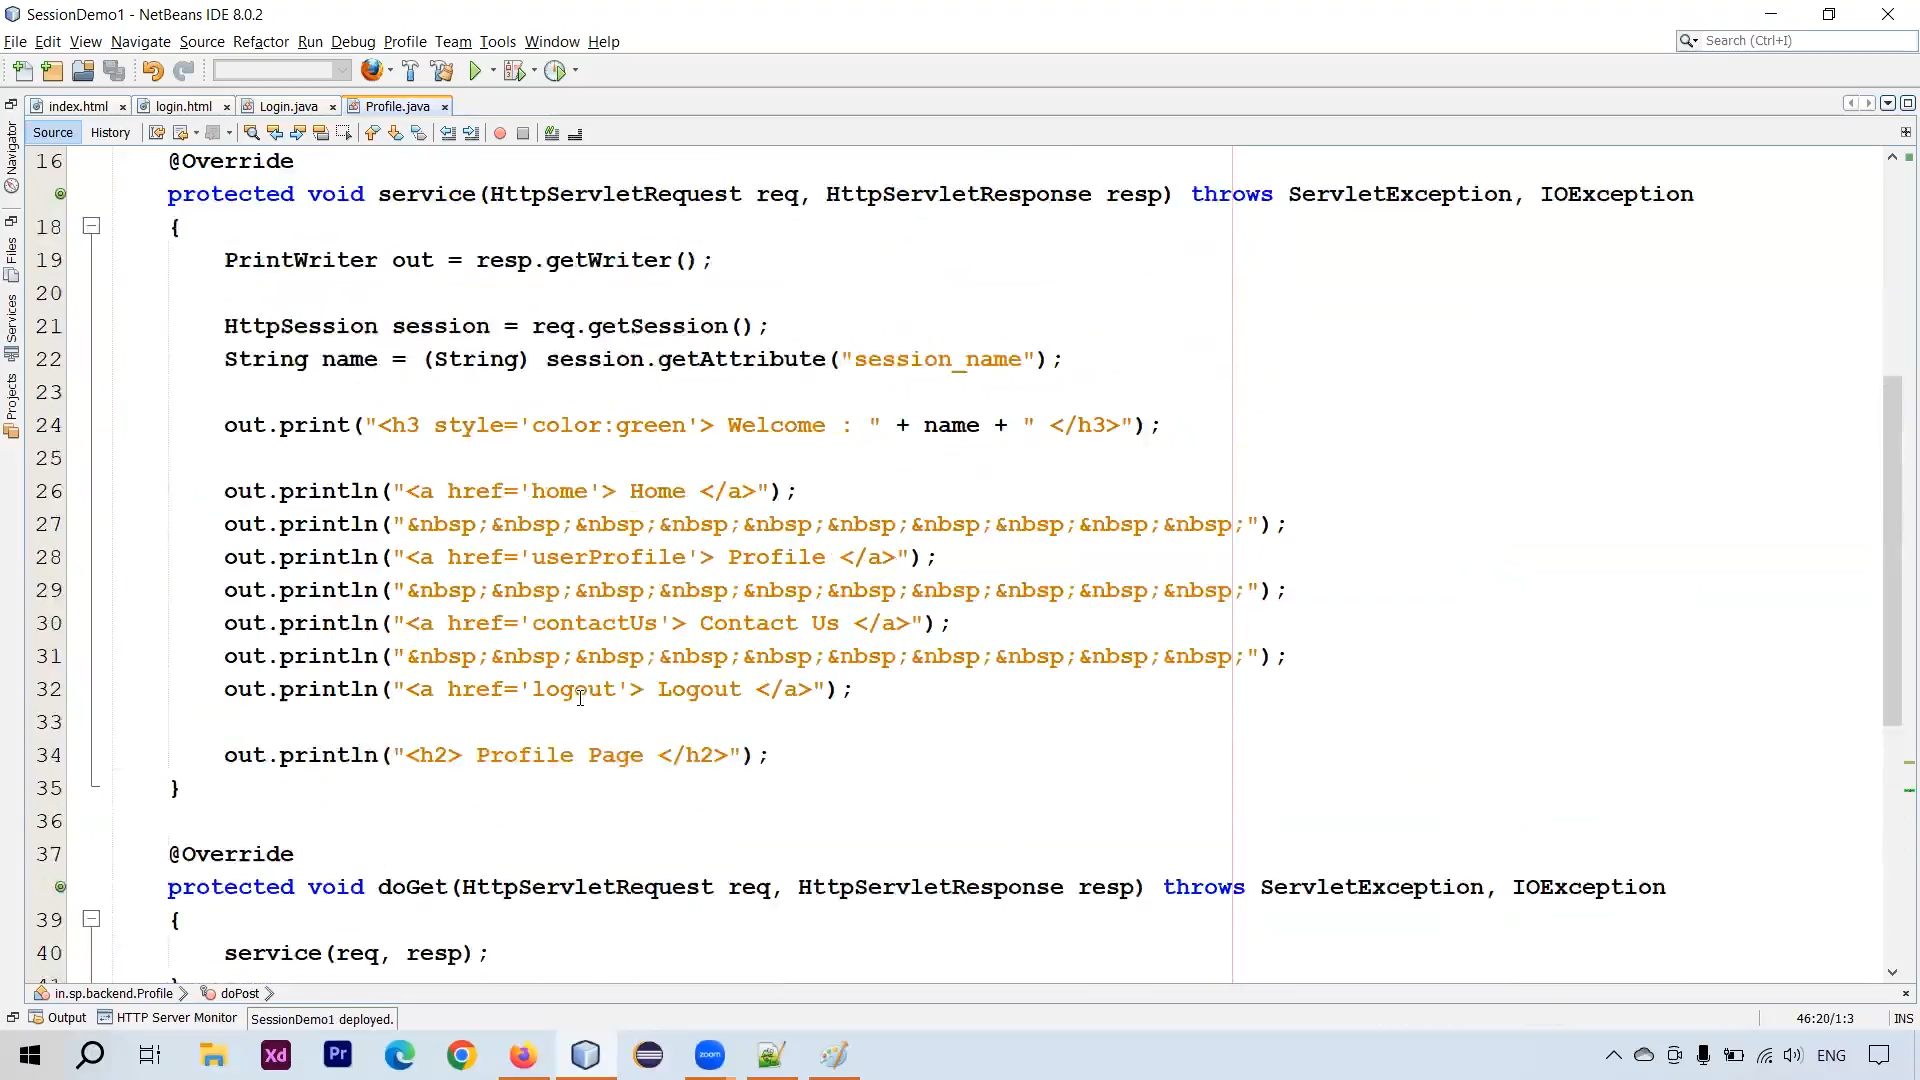 SessionDemo1 - NetBeans IDE 8.0.2
File Edit View Navigate Source Refactor Run Debug Profile Team Tools Window Help
Search (Ctrl+I)
index.html login.html Login.java Profile.java
Source History
Navigator
Files
Services
Projects
16 @Override
protected void service(HttpServletRequest req, HttpServletResponse resp) throws ServletException, IOException
18 {
19 PrintWriter out = resp.getWriter();
20
21 HttpSession session = req.getSession();
22 String name = (String) session.getAttribute("session_name");
23
24 out.print("<h3 style='color:green'> Welcome : " + name + " </h3>");
25
26 out.println("<a href='home'> Home </a>");
27 out.println("&nbsp;&nbsp;&nbsp;&nbsp;&nbsp;&nbsp;&nbsp;&nbsp;&nbsp;&nbsp;");
28 out.println("<a href='userProfile'> Profile </a>");
29 out.println("&nbsp;&nbsp;&nbsp;&nbsp;&nbsp;&nbsp;&nbsp;&nbsp;&nbsp;&nbsp;");
30 out.println("<a href='contactUs'> Contact Us </a>");
31 out.println("&nbsp;&nbsp;&nbsp;&nbsp;&nbsp;&nbsp;&nbsp;&nbsp;&nbsp;&nbsp;");
32 out.println("<a href='logout'> Logout </a>");
33
34 out.println("<h2> Profile Page </h2>");
35 }
36
37 @Override
protected void doGet(HttpServletRequest req, HttpServletResponse resp) throws ServletException, IOException
39 {
40 service(req, resp);
in.sp.backend.Profile doPost
Output HTTP Server Monitor SessionDemo1 deployed. 46:20/1:3 INS
Xd Pr zoom ENG